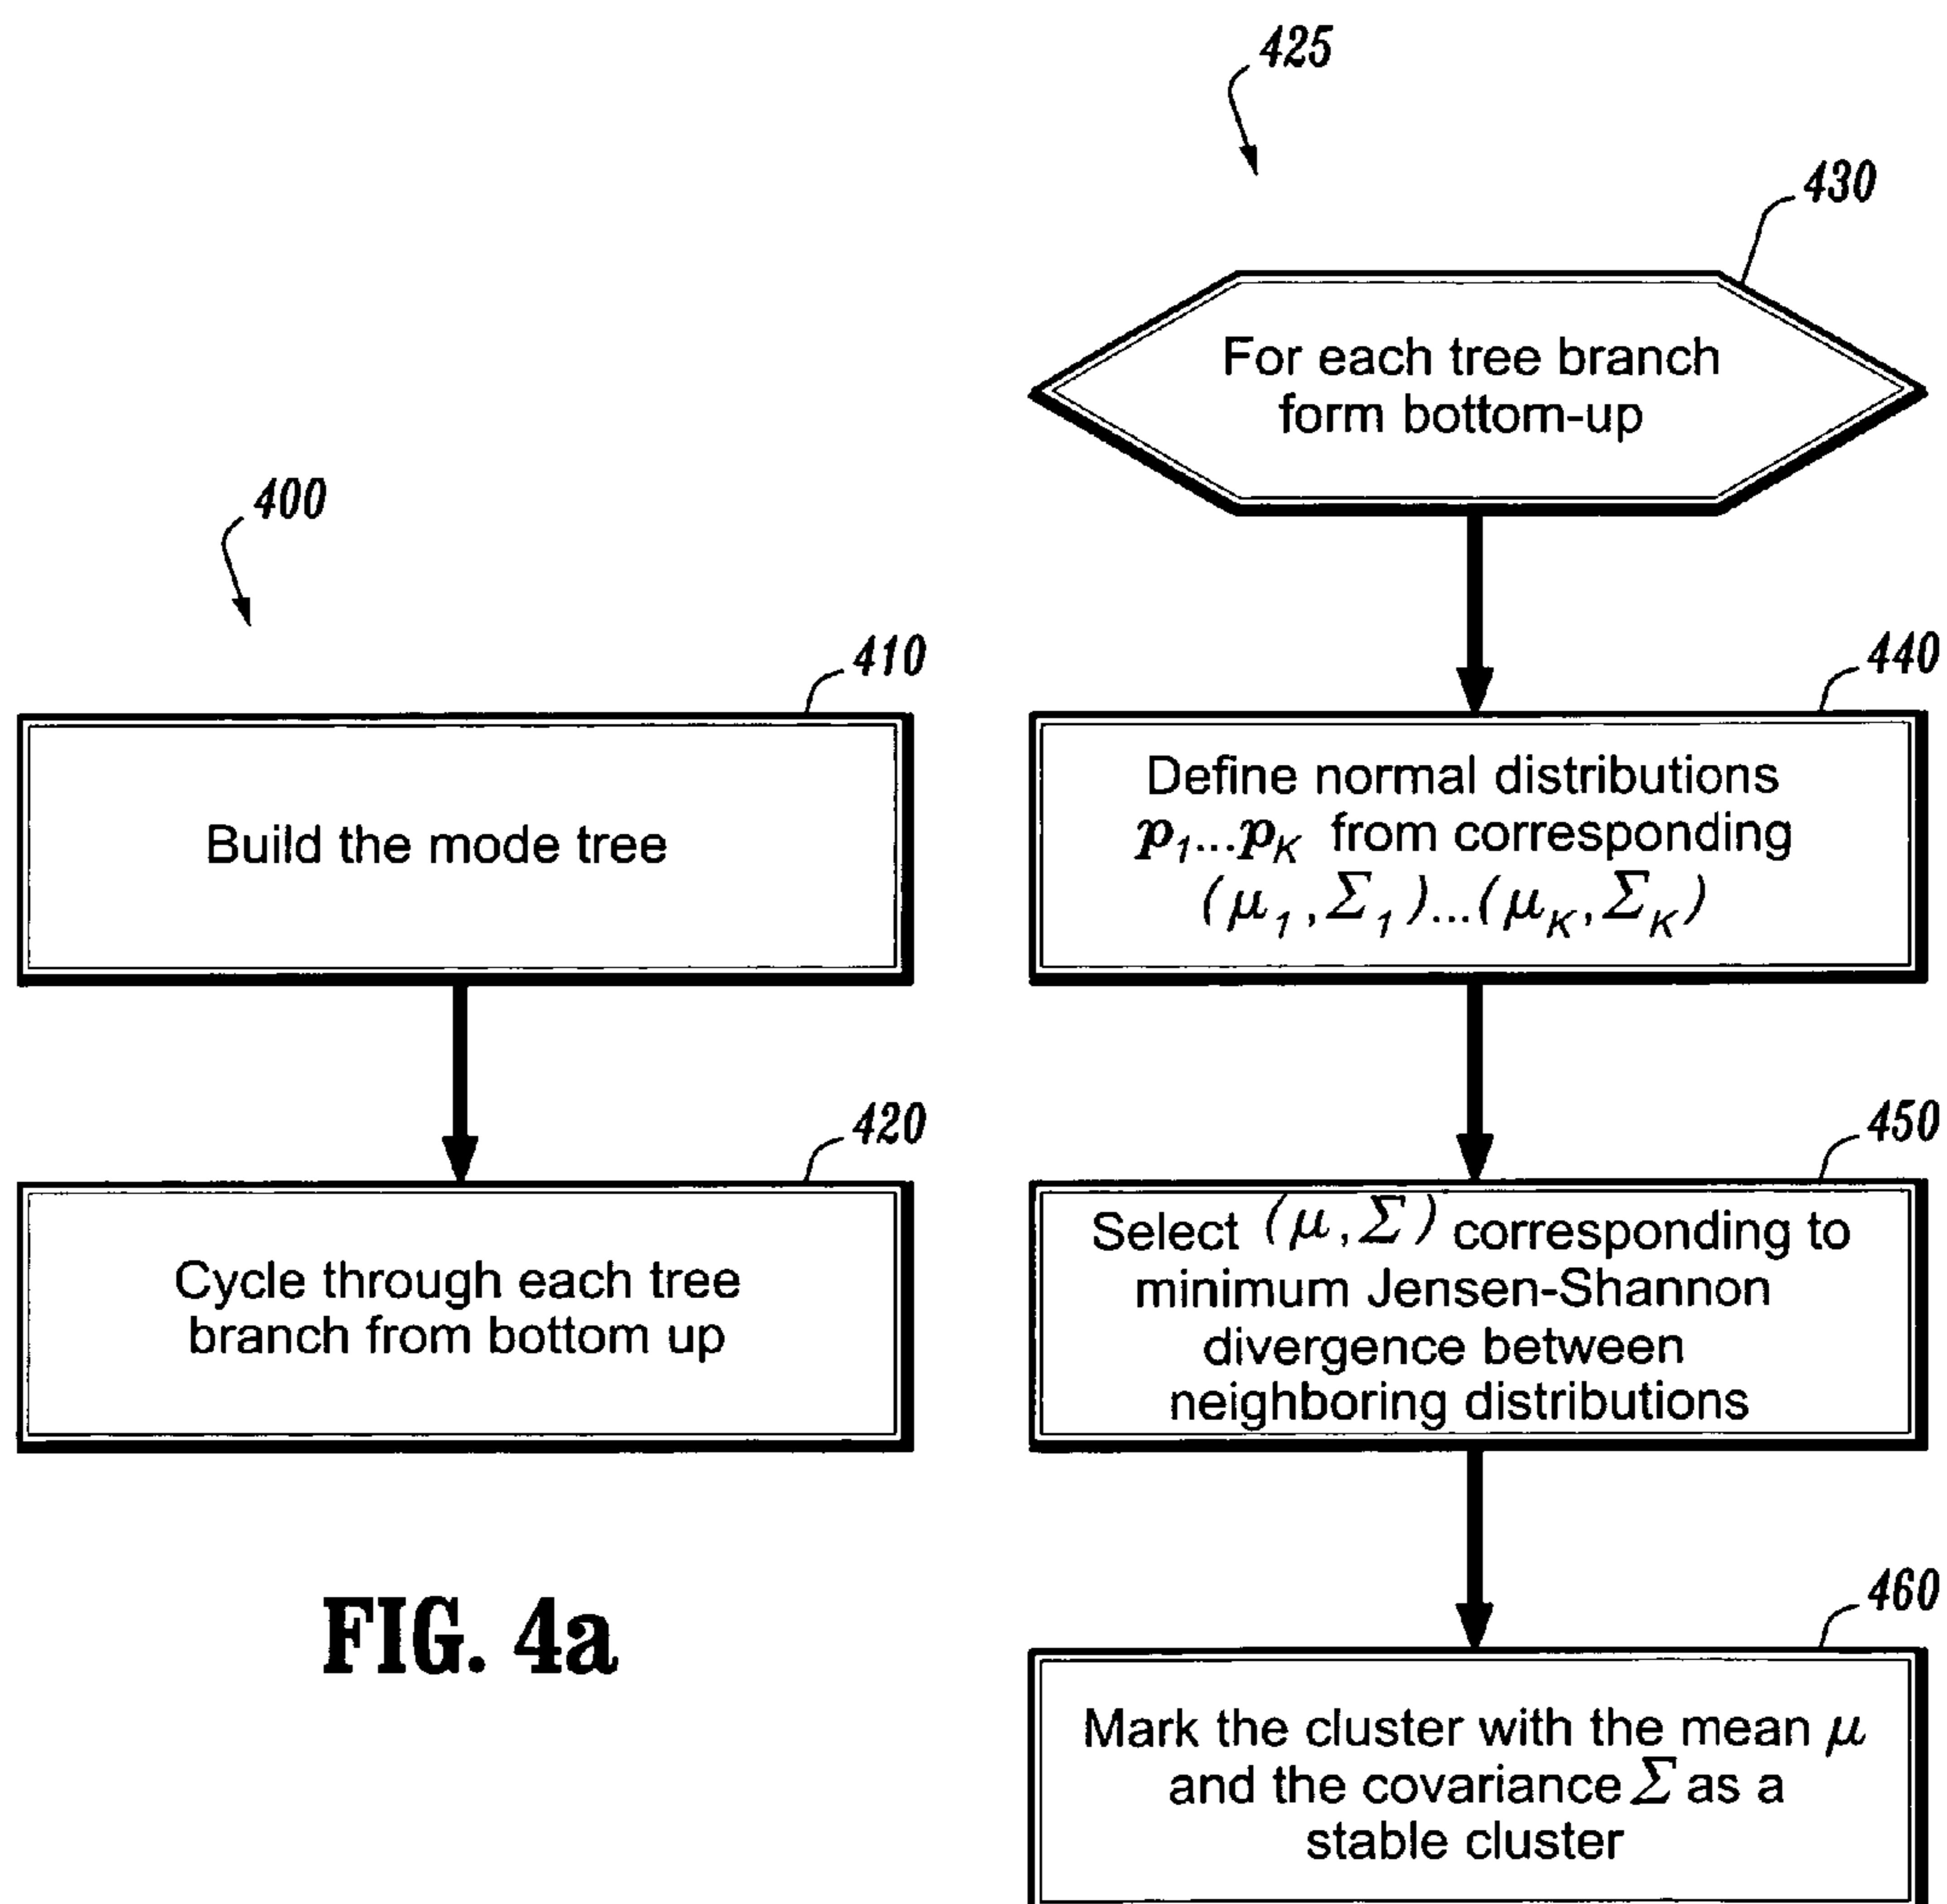 400
410
Build the mode tree
420
Cycle through each tree
branch from bottom up
FIG. 4a
425
430
For each tree branch
form bottom-up
440
Define normal distributions
p₁...p_K from corresponding
(μ₁,Σ₁)...(μ_K,Σ_K)
450
Select (μ,Σ) corresponding to
minimum Jensen-Shannon
divergence between
neighboring distributions
460
Mark the cluster with the mean μ
and the covariance Σ as a
stable cluster